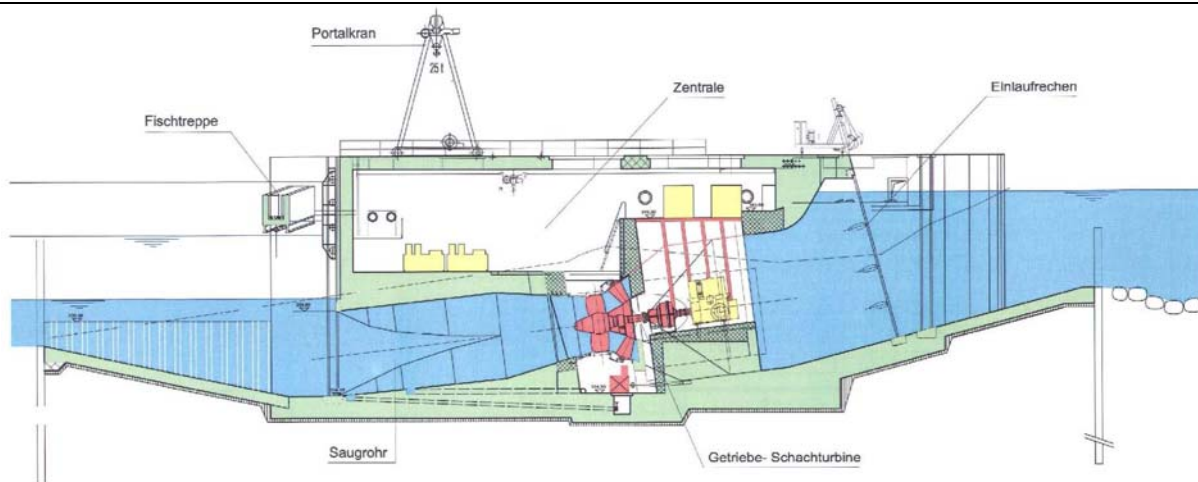 Portalkran
25 t
Zentrale
Einlaufrechen
Fischtreppe
Saugrohr
Getriebe- Schachturbine